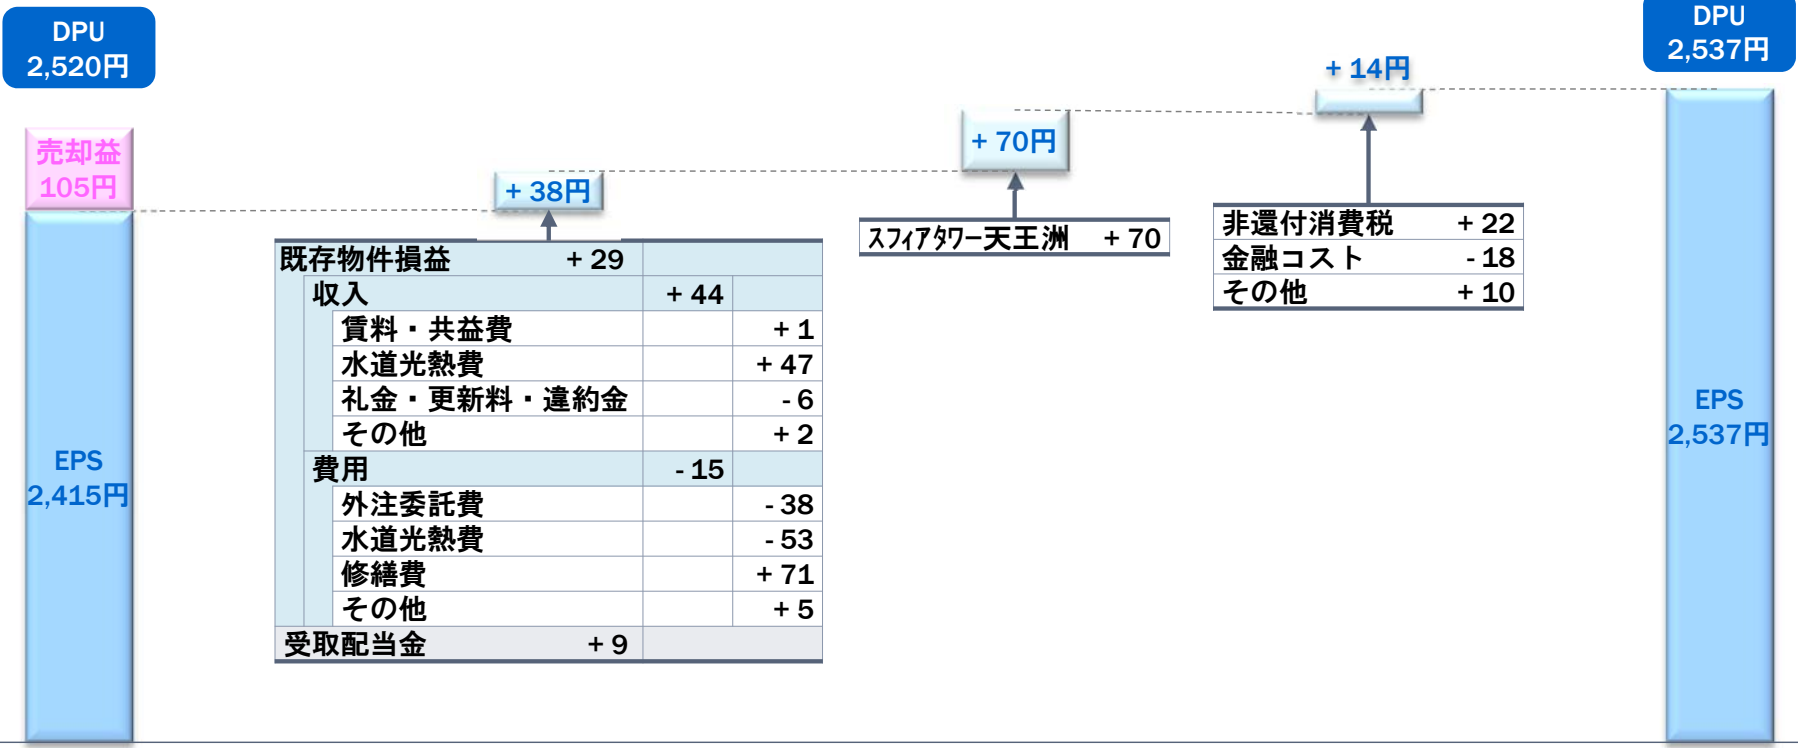 DPU
2,520円
売却益
105円
EPS
2,415円
+ 38円
既存物件損益 + 29
収入 + 44
賃料・共益費 + 1
水道光熱費 + 47
礼金・更新料・違約金 - 6
その他 + 2
費用 - 15
外注委託費 - 38
水道光熱費 - 53
修繕費 + 71
その他 + 5
受取配当金 + 9
+ 70円
ｽﾌｨｱﾀﾜｰ天王洲 + 70
+ 14円
非還付消費税 + 22
金融コスト - 18
その他 + 10
DPU
2,537円
EPS
2,537円